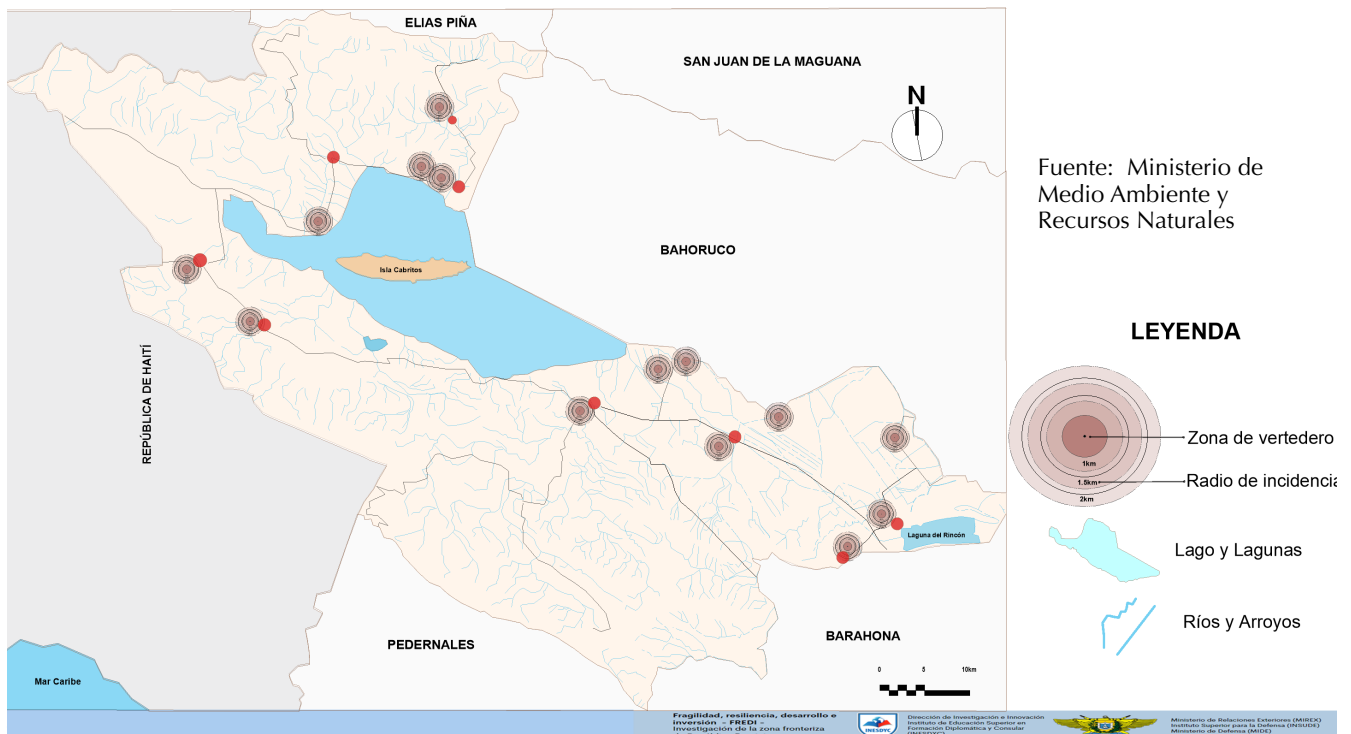 ELIAS PIÑA
SAN JUAN DE LA MAGUANA
N
Fuente: Ministerio de
Medio Ambiente y
Recursos Naturales
BAHORUCO
Isla Cabritos
REPÚBLICA DE HAITÍ
LEYENDA
Zona de vertedero
1km
1.5km
Radio de incidencia
2km
Laguna del Rincón
Lago y Lagunas
Ríos y Arroyos
PEDERNALES
BARAHONA
0 5 10km
Mar Caribe
Fragilidad, resiliencia, desarrollo e
inversión - FREDI -
Investigación de la zona fronteriza
INESDYC
Dirección de Investigación e Innovación
Instituto de Educación Superior en
Formación Diplomática y Consular
(INESDYC)
Ministerio de Relaciones Exteriores (MIREX)
Instituto Superior para la Defensa (INSUDE)
Ministerio de Defensa (MIDE)